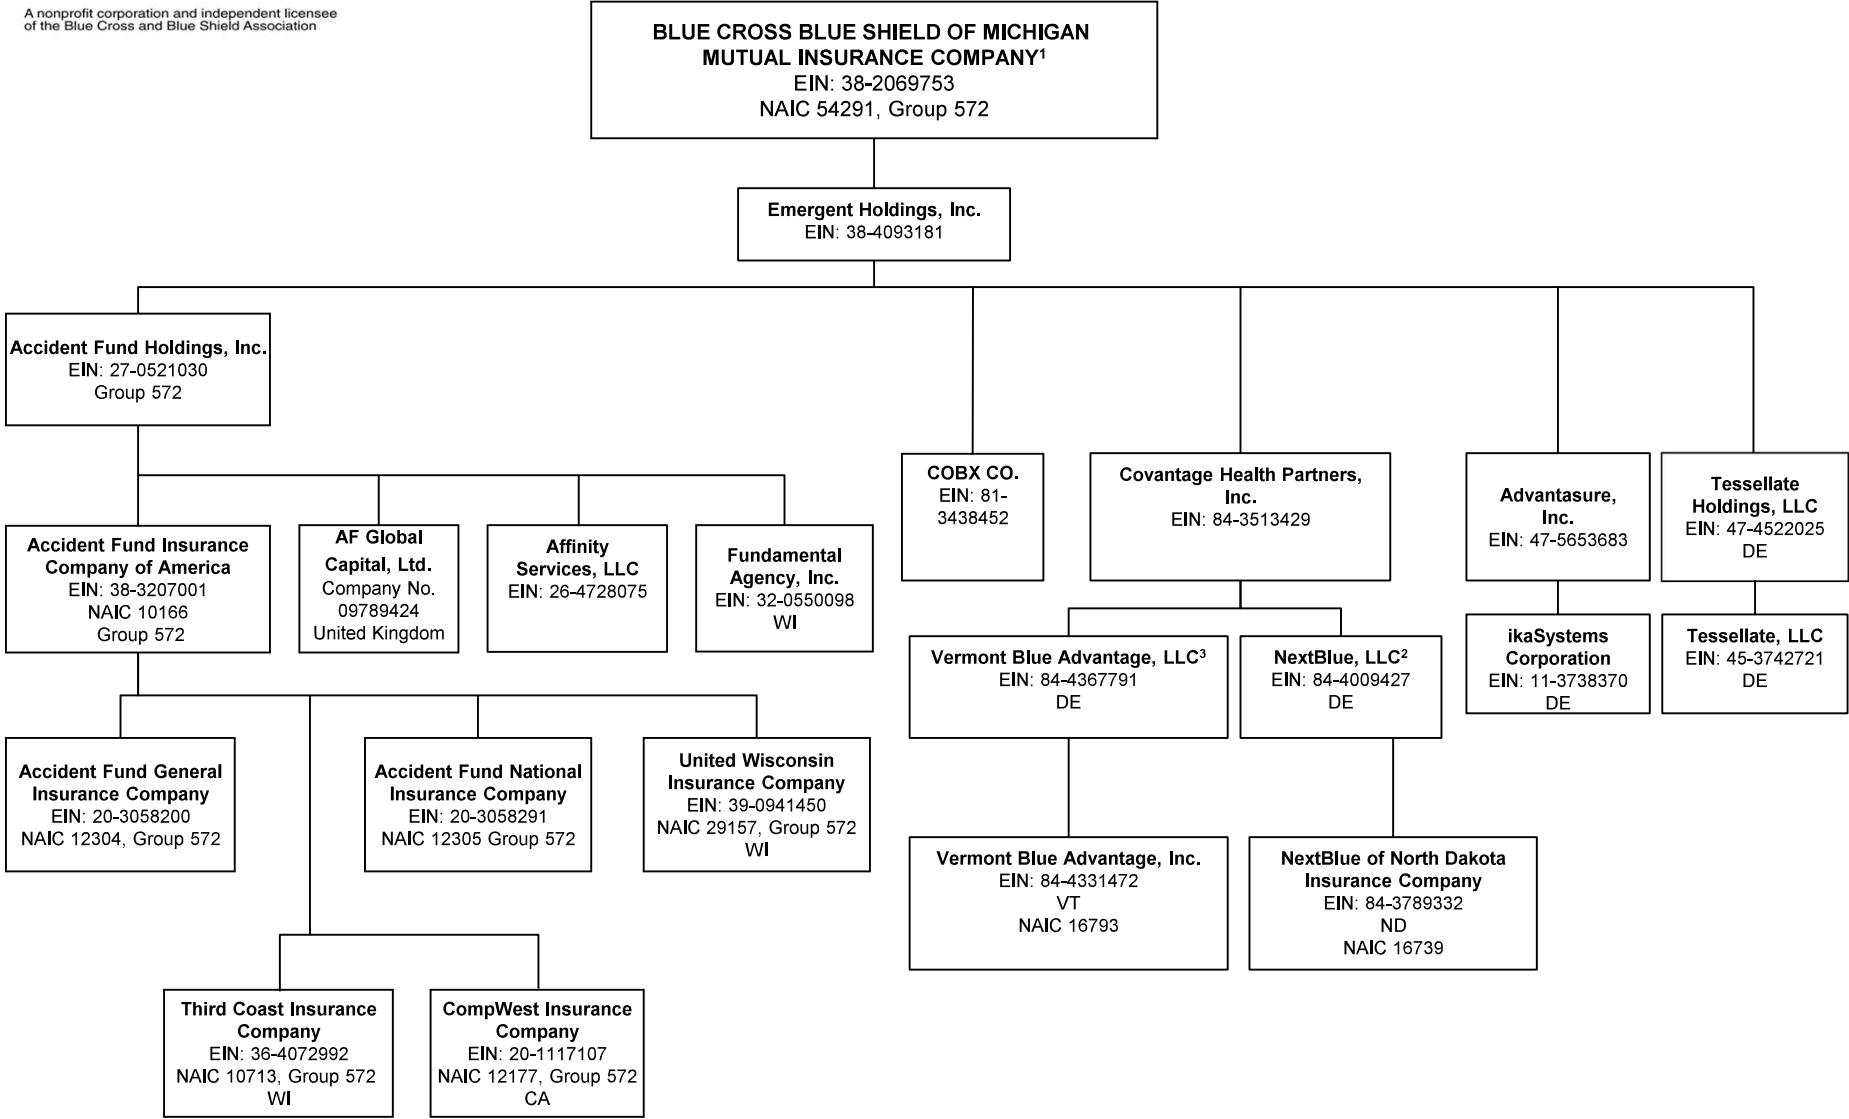 A nonprofit corporation and independent licensee
of the Blue Cross and Blue Shield Association
BLUE CROSS BLUE SHIELD OF MICHIGAN
MUTUAL INSURANCE COMPANY¹
EIN: 38-2069753
NAIC 54291, Group 572
Emergent Holdings, Inc.
EIN: 38-4093181
Accident Fund Holdings, Inc.
EIN: 27-0521030
Group 572
COBX CO.
EIN: 81-
3438452
Covantage Health Partners,
Inc.
EIN: 84-3513429
Advantasure,
Inc.
EIN: 47-5653683
Tessellate
Holdings, LLC
EIN: 47-4522025
DE
Accident Fund Insurance
Company of America
EIN: 38-3207001
NAIC 10166
Group 572
AF Global
Capital, Ltd.
Company No.
09789424
United Kingdom
Affinity
Services, LLC
EIN: 26-4728075
Fundamental
Agency, Inc.
EIN: 32-0550098
WI
Vermont Blue Advantage, LLC³
EIN: 84-4367791
DE
NextBlue, LLC²
EIN: 84-4009427
DE
ikaSystems
Corporation
EIN: 11-3738370
DE
Tessellate, LLC
EIN: 45-3742721
DE
Accident Fund General
Insurance Company
EIN: 20-3058200
NAIC 12304, Group 572
Accident Fund National
Insurance Company
EIN: 20-3058291
NAIC 12305 Group 572
United Wisconsin
Insurance Company
EIN: 39-0941450
NAIC 29157, Group 572
WI
Vermont Blue Advantage, Inc.
EIN: 84-4331472
VT
NAIC 16793
NextBlue of North Dakota
Insurance Company
EIN: 84-3789332
ND
NAIC 16739
Third Coast Insurance
Company
EIN: 36-4072992
NAIC 10713, Group 572
WI
CompWest Insurance
Company
EIN: 20-1117107
NAIC 12177, Group 572
CA